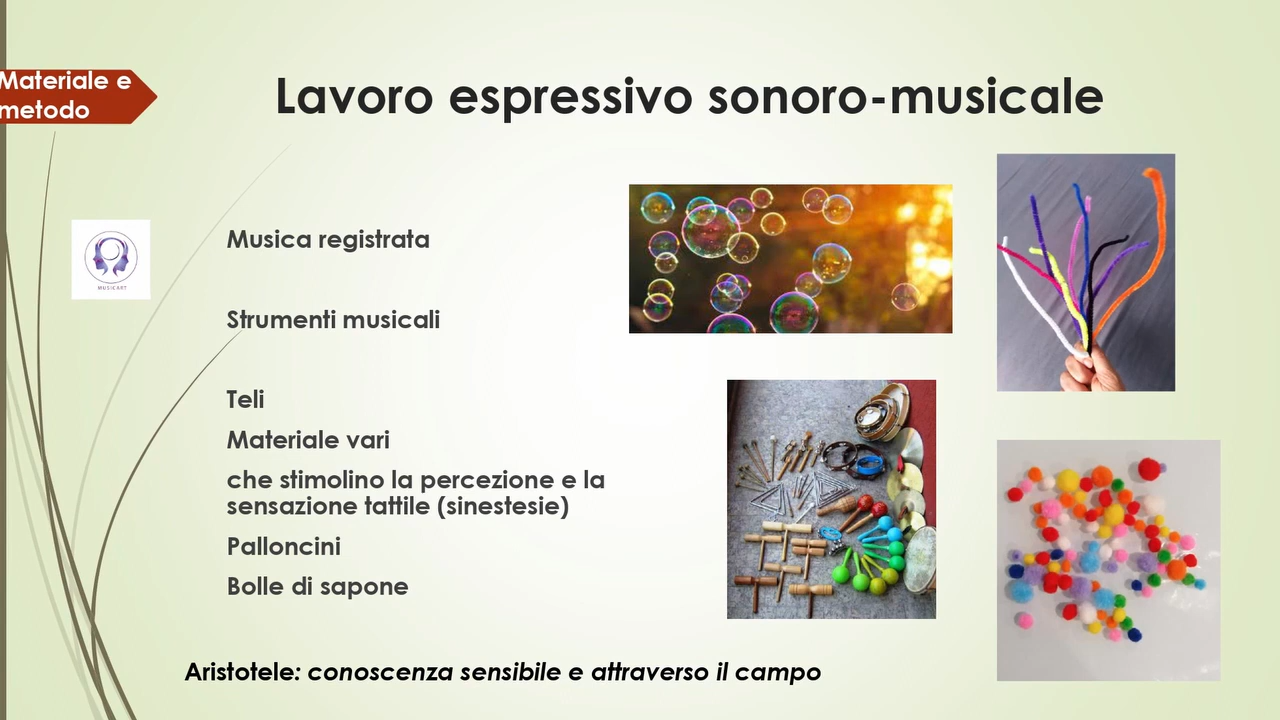 Materiale e
metodo
Lavoro espressivo sonoro-musicale
MUSICART
Musica registrata
Strumenti musicali
Teli
Materiale vari
che stimolino la percezione e la
sensazione tattile (sinestesie)
Palloncini
Bolle di sapone
Aristotele: conoscenza sensibile e attraverso il campo